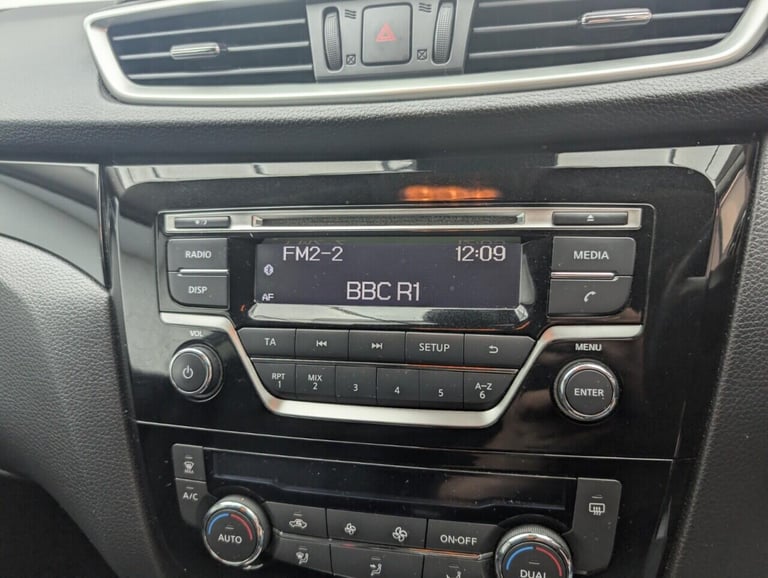 RADIO
DISP
FM2-2 12:09
BBC R1
AF
MEDIA
VOL
TA SETUP
MENU
RPT 1 MIX 2 3 4 5 A-Z 6
ENTER
MAX
A/C
AUTO
ON·OFF
DUAL